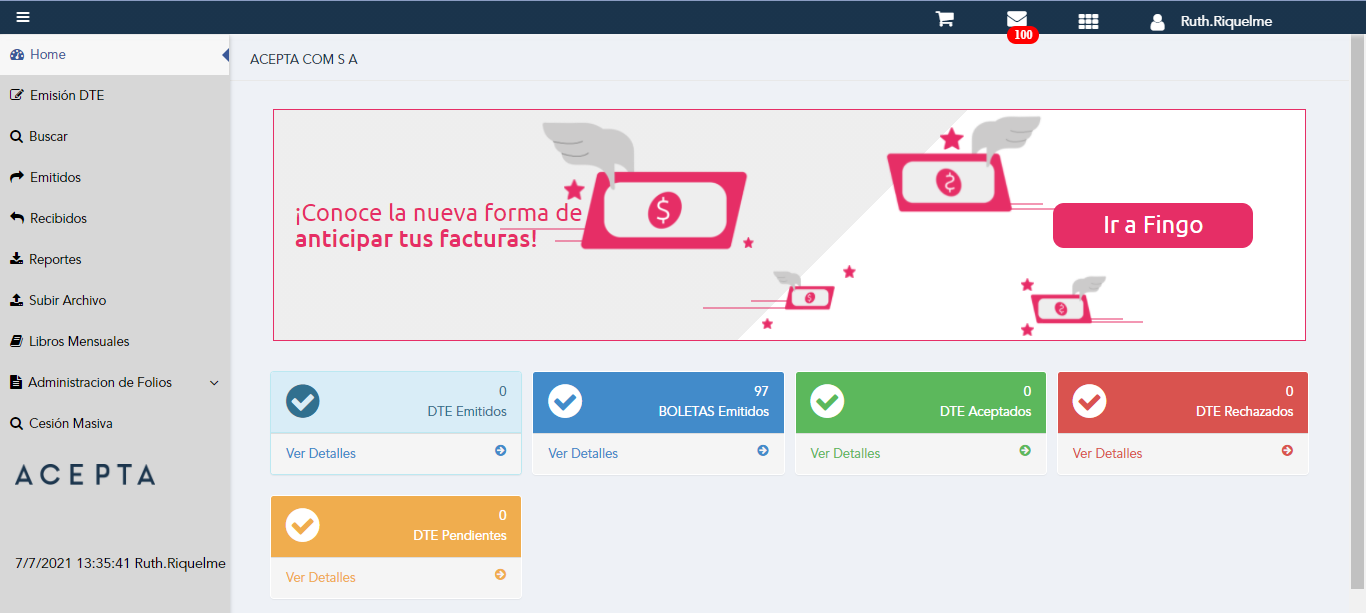 Ruth.Riquelme
100
Home
ACEPTA COM S A
Emisión DTE
Buscar
Emitidos
Recibidos
Reportes
Subir Archivo
Libros Mensuales
Administracion de Folios
Cesión Masiva
ACEPTA
7/7/2021 13:35:41 Ruth.Riquelme
¡Conoce la nueva forma de
anticipar tus facturas!
$
$
$
$
Ir a Fingo
0
DTE Emitidos
Ver Detalles
97
BOLETAS Emitidos
Ver Detalles
0
DTE Aceptados
Ver Detalles
0
DTE Rechazados
Ver Detalles
0
DTE Pendientes
Ver Detalles